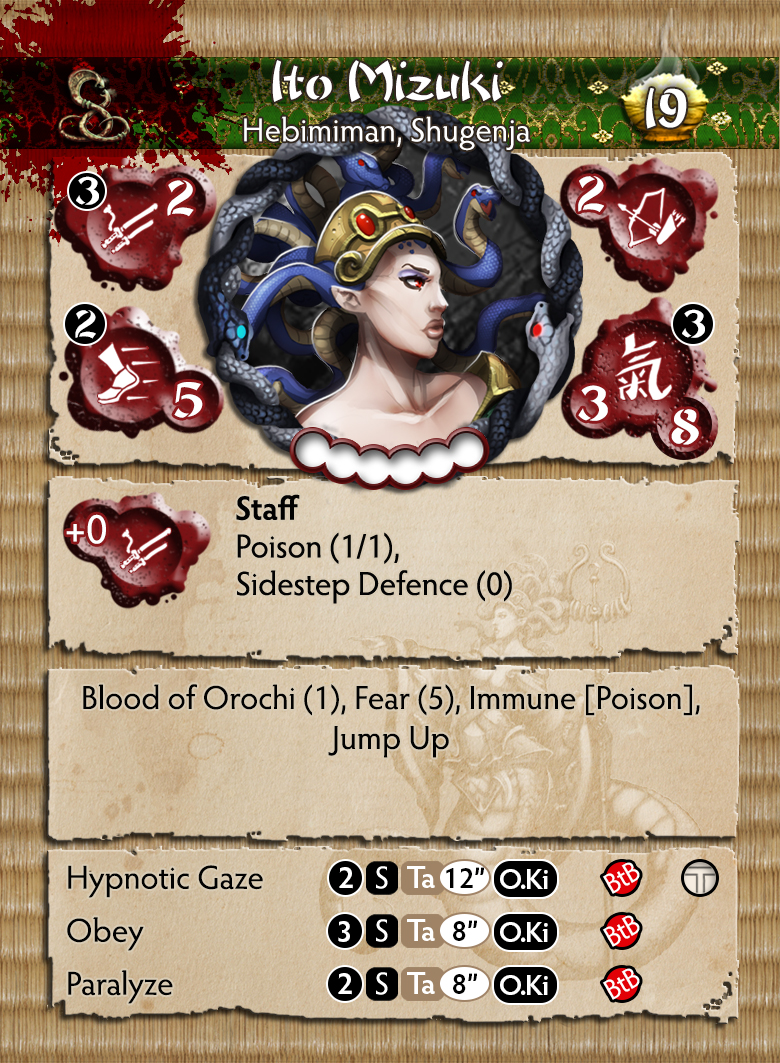 Ito Mizuki
19
Hebimiman, Shugenja
3 2
2
2 5
氣 3
3 8
+0
Staff
Poison (1/1),
Sidestep Defence (0)
Blood of Orochi (1), Fear (5), Immune [Poison],
Jump Up
Hypnotic Gaze 2 S Ta 12” O.Ki BtB T
Obey 3 S Ta 8” O.Ki BtB
Paralyze 2 S Ta 8” O.Ki BtB